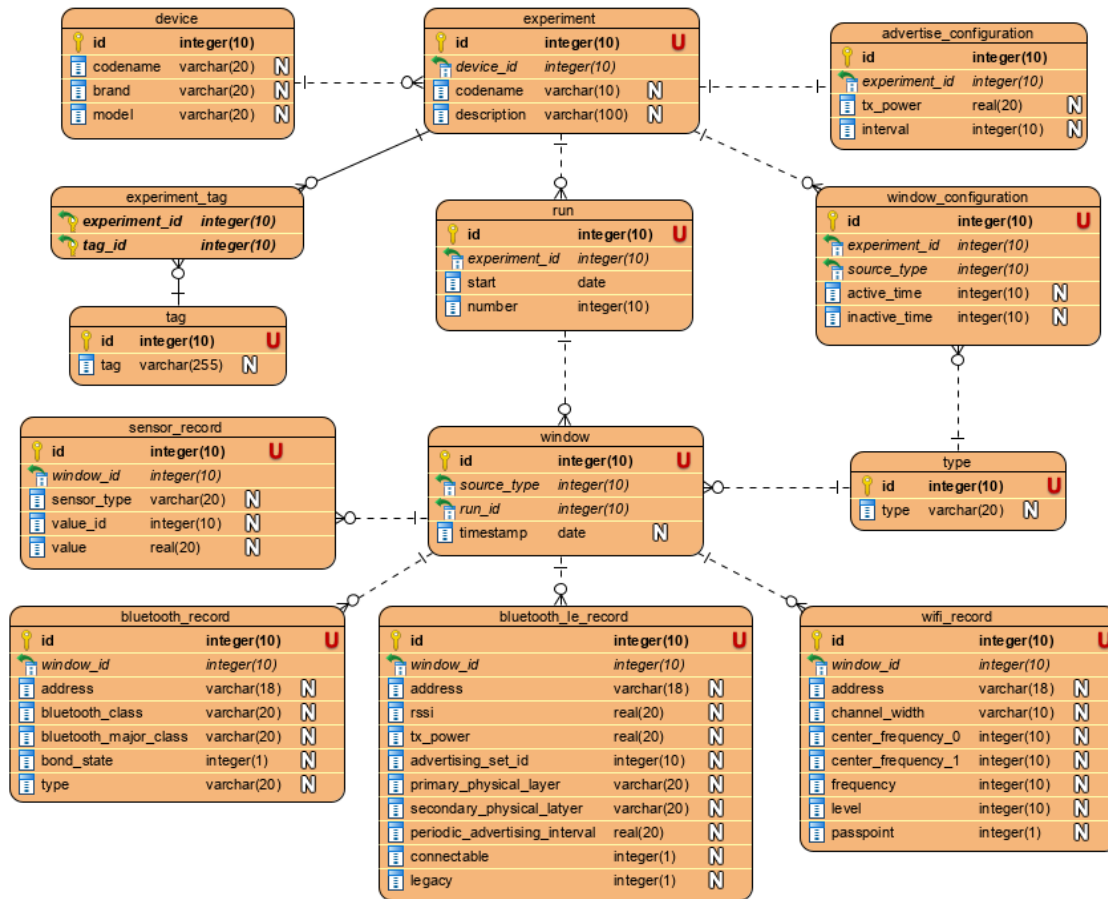 device
id integer(10)
codename varchar(20) N
brand varchar(20) N
model varchar(20) N
experiment
id integer(10) U
device_id integer(10)
codename varchar(10) N
description varchar(100) N
advertise_configuration
id integer(10)
experiment_id integer(10)
tx_power real(20) N
interval integer(10) N
experiment_tag
experiment_id integer(10)
tag_id integer(10)
run
id integer(10) U
experiment_id integer(10)
start date
number integer(10)
window_configuration
id integer(10) U
experiment_id integer(10)
source_type integer(10)
active_time integer(10) N
inactive_time integer(10) N
tag
id integer(10) U
tag varchar(255) N
sensor_record
id integer(10) U
window_id integer(10)
sensor_type varchar(20) N
value_id integer(10) N
value real(20) N
window
id integer(10) U
source_type integer(10)
run_id integer(10)
timestamp date N
type
id integer(10) U
type varchar(20) N
bluetooth_record
id integer(10) U
window_id integer(10)
address varchar(18) N
bluetooth_class varchar(20) N
bluetooth_major_class varchar(20) N
bond_state integer(1) N
type varchar(20) N
bluetooth_le_record
id integer(10) U
window_id integer(10)
address varchar(18) N
rssi real(20) N
tx_power real(20) N
advertising_set_id integer(10) N
primary_physical_layer varchar(20) N
secondary_physical_latyer varchar(20) N
periodic_advertising_interval real(20) N
connectable integer(1) N
legacy integer(1) N
wifi_record
id integer(10) U
window_id integer(10)
address varchar(18) N
channel_width varchar(10) N
center_frequency_0 integer(10) N
center_frequency_1 integer(10) N
frequency integer(10) N
level integer(10) N
passpoint integer(1) N